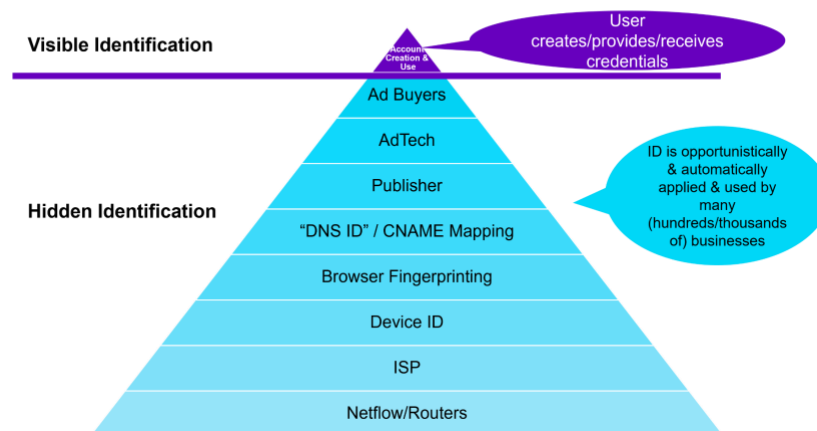 Visible Identification
Account
Creation &
Use
User
creates/provides/receives
credentials
Ad Buyers
AdTech
Publisher
“DNS ID” / CNAME Mapping
Browser Fingerprinting
Device ID
ISP
Netflow/Routers
Hidden Identification
ID is opportunistically
& automatically
applied & used by
many
(hundreds/thousands
of) businesses